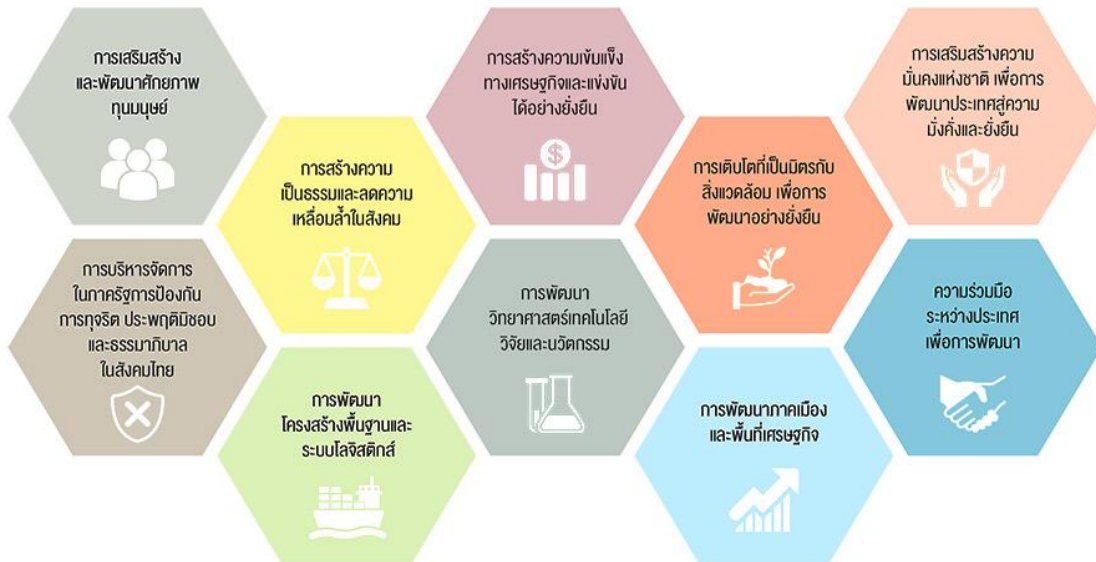 การเสริมสร้าง
และพัฒนาศักยภาพ
ทุนมนุษย์
การสร้างความ
เป็นธรรมและลดความ
เหลื่อมล้ำในสังคม
การสร้างความเข้มแข็ง
ทางเศรษฐกิจและแข่งขัน
ได้อย่างยั่งยืน
การเติบโตที่เป็นมิตรกับ
สิ่งแวดล้อม เพื่อการ
พัฒนาอย่างยั่งยืน
การเสริมสร้างความ
มั่นคงแห่งชาติ เพื่อการ
พัฒนาประเทศสู่ความ
มั่งคั่งและยั่งยืน
การบริหารจัดการ
ในภาครัฐการป้องกัน
การทุจริต ประพฤติมิชอบ
และธรรมาภิบาล
ในสังคมไทย
การพัฒนา
โครงสร้างพื้นฐานและ
ระบบโลจิสติกส์
การพัฒนา
วิทยาศาสตร์เทคโนโลยี
วิจัยและนวัตกรรม
การพัฒนาภาคเมือง
และพื้นที่เศรษฐกิจ
ความร่วมมือ
ระหว่างประเทศ
เพื่อการพัฒนา